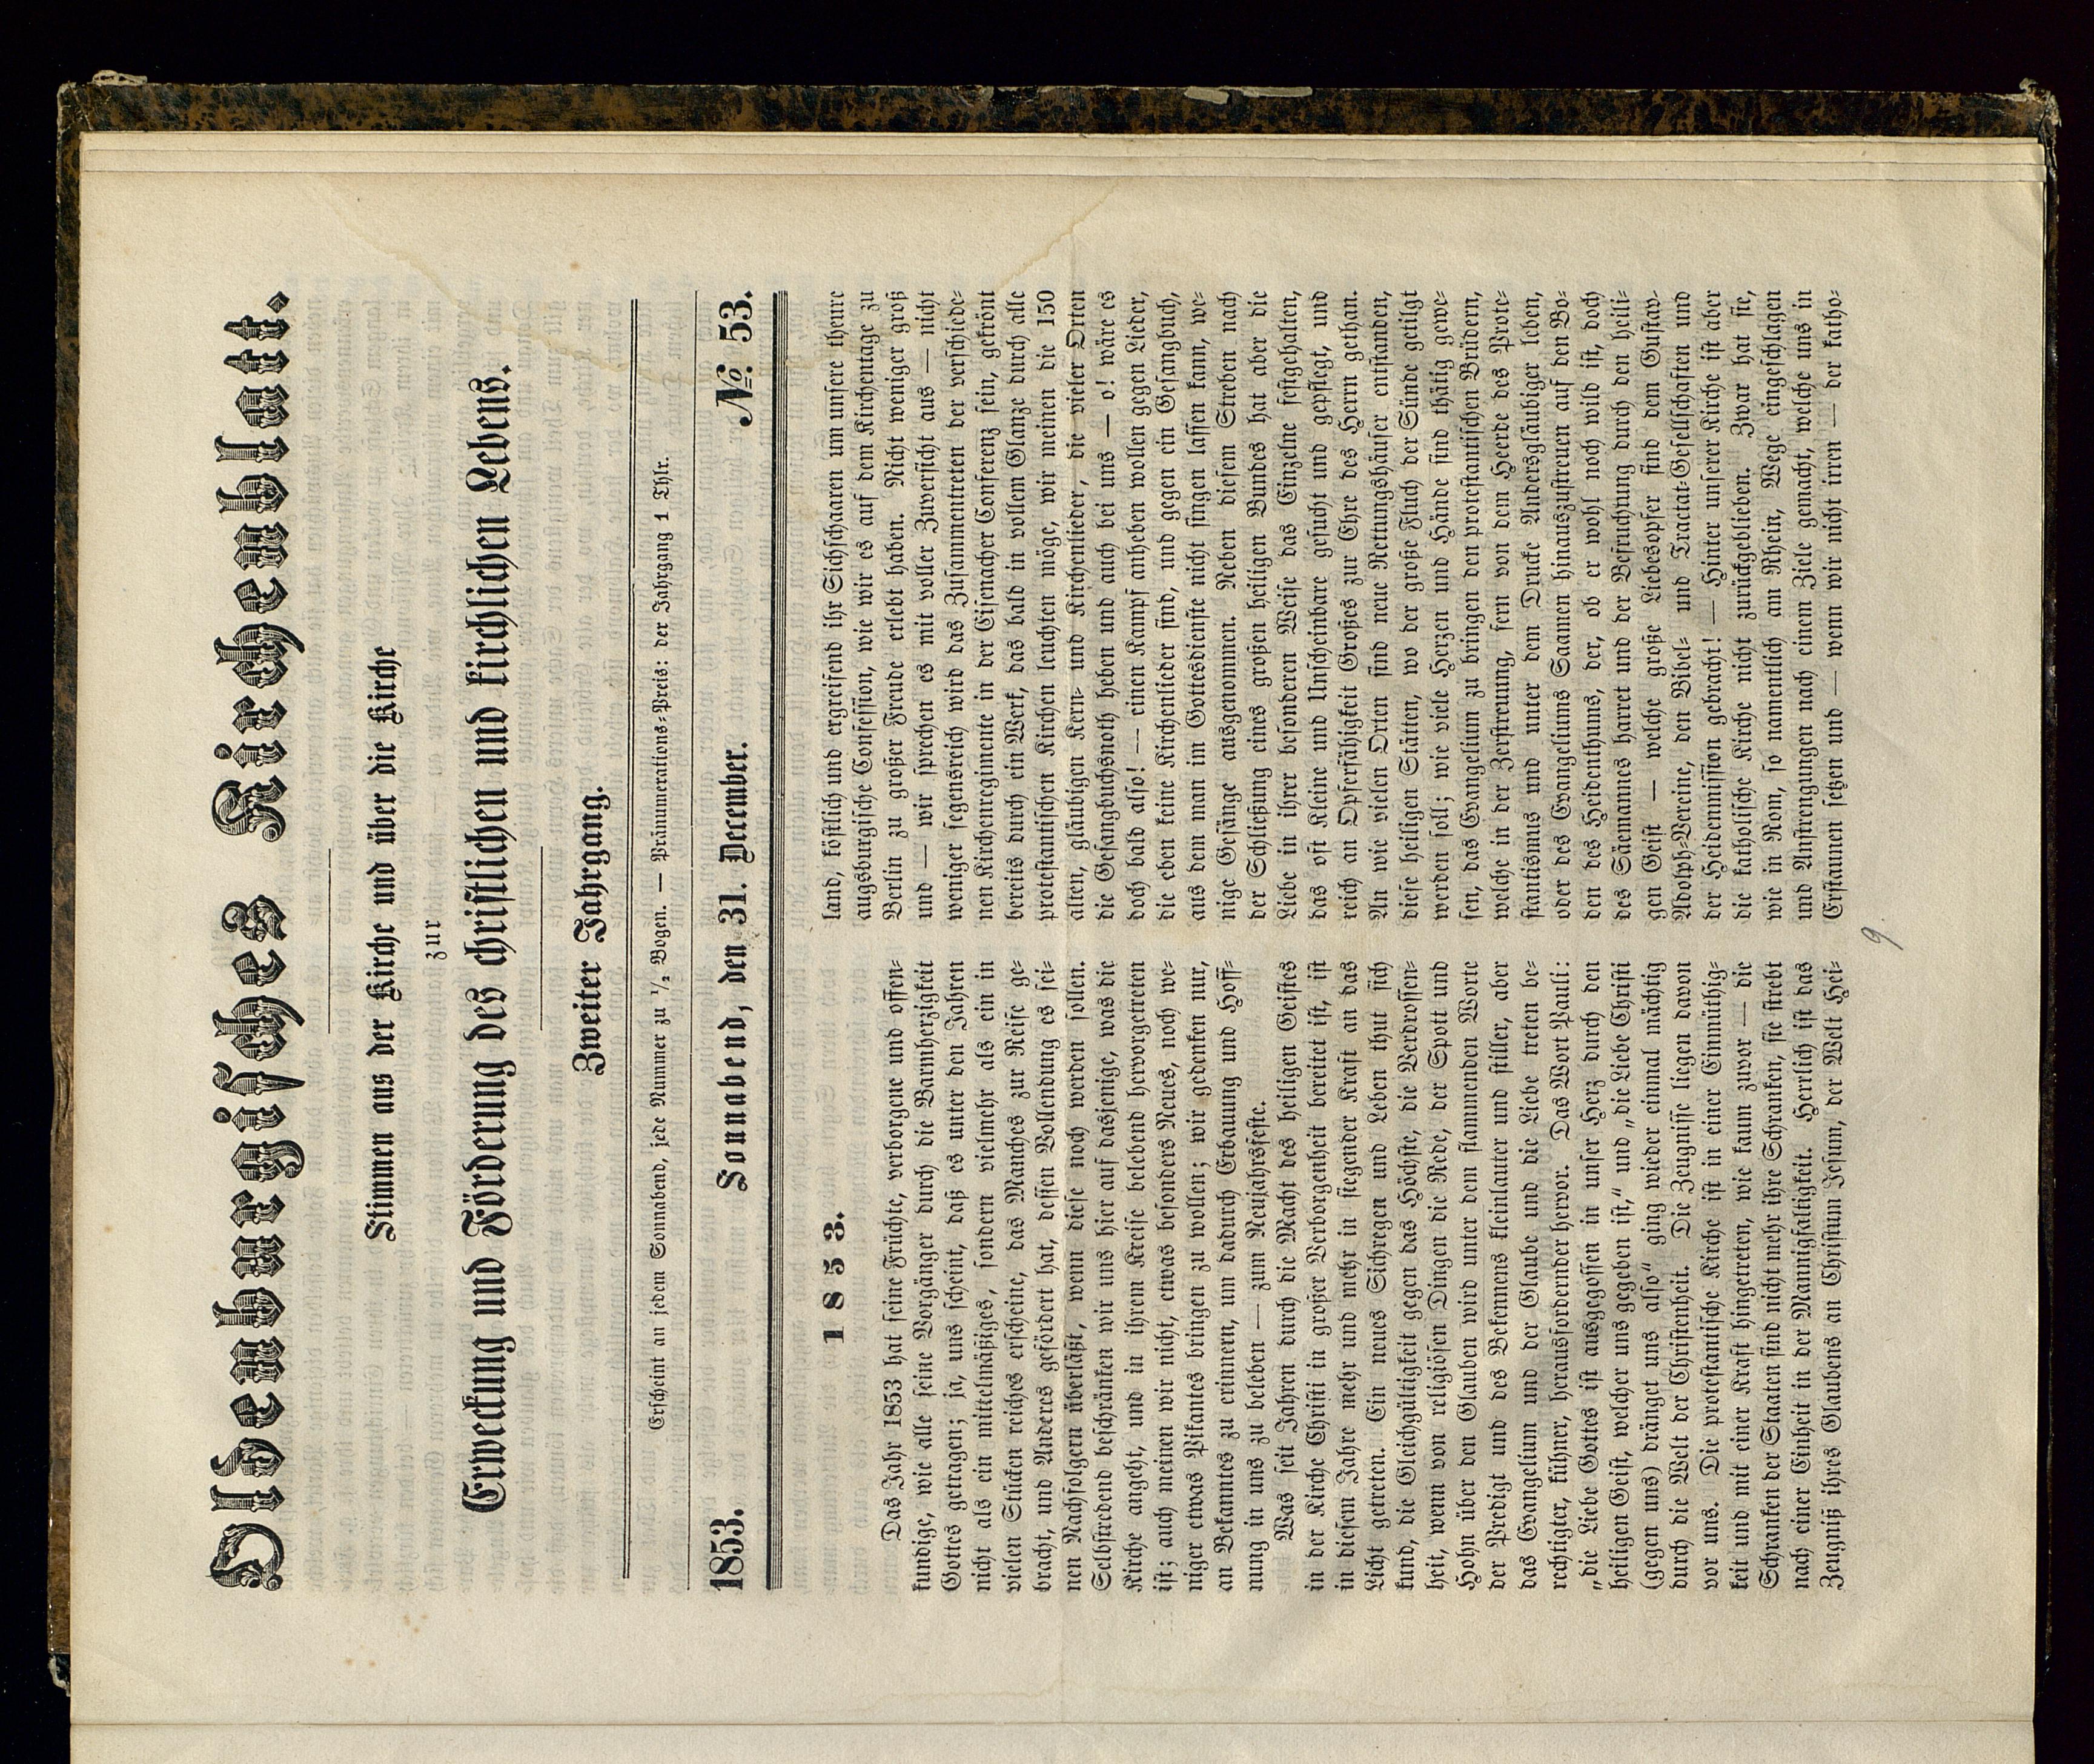 Oldenburgisches Kirchenblatt.
Stimmen aus der Kirche und über die Kirche
zur
Erweckung und Förderung des christlichen und kirchlichen Lebens.
Zweiter Jahrgang.
Erscheint an jedem Sonnabend, jede Nummer zu ½ Bogen. — Pränumerations-Preis: der Jahrgang 1 Thlr.
1853. Sonnabend, den 31. December. No. 53.
1853.
Das Jahr 1853 hat seine Früchte, verborgene und offen-
kundige, wie alle seine Vorgänger durch die Barmherzigkeit
Gottes getragen; ja, uns scheint, daß es unter den Jahren
nicht als ein mittelmäßiges, sondern vielmehr als ein in
vielen Stücken reiches erscheine, das Manches zur Reife ge-
bracht, und Anderes gefördert hat, dessen Vollendung es sei-
nen Nachfolgern überläßt, wenn diese noch werden sollen.
Selbstredend beschränken wir uns hier auf dasjenige, was die
Kirche angeht, und in ihrem Kreise belebend hervorgetreten
ist; auch meinen wir nicht, etwas besonders Neues, noch we-
niger etwas Pikantes bringen zu wollen; wir gedenken nur,
an Bekanntes zu erinnern, um dadurch Erbauung und Hoff-
nung in uns zu beleben — zum Neujahrsfeste.
Was seit Jahren durch die Macht des heiligen Geistes
in der Kirche Christi in großer Verborgenheit bereitet ist, ist
in diesem Jahre mehr und mehr in siegender Kraft an das
Licht getreten. Ein neues Sichregen und Leben thut sich
kund, die Gleichgültigkeit gegen das Höchste, die Verdrossen-
heit, wenn von religiösen Dingen die Rede, der Spott und
Hohn über den Glauben wird unter dem flammenden Worte
der Predigt und des Bekennens kleinlauter und stiller, aber
das Evangelium und der Glaube und die Liebe treten be-
rechtigter, kühner, herausfordernder hervor. Das Wort Pauli:
„die Liebe Gottes ist ausgegossen in unser Herz durch den
heiligen Geist, welcher uns gegeben ist,“ und „die Liebe Christi
(gegen uns) dränget uns also“ ging wieder einmal mächtig
durch die Welt der Christenheit. Die Zeugnisse liegen davon
vor uns. Die protestantische Kirche ist in einer Einmüthig-
keit und mit einer Kraft hingetreten, wie kaum zuvor — die
Schranken der Staaten sind nicht mehr ihre Schranken, sie strebt
nach einer Einheit in der Mannigfaltigkeit. Herrlich ist das
Zeugniß ihres Glaubens an Christum Jesum, der Welt Hei-
land, köstlich und ergreifend ihr Sichschaaren um unsere theure
augsburgische Confession, wie wir es auf dem Kirchentage zu
Berlin zu großer Freude erlebt haben. Nicht weniger groß
und — wir sprechen es mit voller Zuversicht aus — nicht
weniger segensreich wird das Zusammentreten der verschiede-
nen Kirchenregimente in der Eisenacher Conferenz sein, gekrönt
bereits durch ein Werk, das bald in vollem Glanze durch alle
protestantischen Kirchen leuchten möge, wir meinen die 150
alten, gläubigen Kern- und Kirchenlieder, die vieler Orten
die Gesangbuchsnoth heben und auch bei uns — o! wäre es
doch bald also! — einen Kampf anheben wollen gegen Lieder,
die eben keine Kirchenlieder sind, und gegen ein Gesangbuch,
aus dem man im Gottesdienste nicht singen lassen kann, we-
nige Gesänge ausgenommen. Neben diesem Streben nach
der Schließung eines großen heiligen Bundes hat aber die
Liebe in ihrer besonderen Weise das Einzelne festgehalten,
das oft Kleine und Unscheinbare gesucht und gepflegt, und
reich an Opferfähigkeit Großes zur Ehre des Herrn gethan.
An wie vielen Orten sind neue Rettungshäuser entstanden,
diese heiligen Stätten, wo der große Fluch der Sünde getilgt
werden soll; wie viele Herzen und Hände sind thätig gewe-
sen, das Evangelium zu bringen den protestantischen Brüdern,
welche in der Zerstreuung, fern von dem Heerde des Prote-
stantismus und unter dem Drucke Andersgläubiger leben,
oder des Evangeliums Saamen hinauszustreuen auf den Bo-
den des Heidenthums, der, ob er wohl noch wild ist, doch
des Säemannes harret und der Befruchtung durch den heili-
gen Geist — welche große Liebesopfer sind dem Gustav-
Adolph-Vereine, den Bibel- und Tractat-Gesellschaften und
der Heidenmission gebracht! — Hinter unserer Kirche ist aber
die katholische Kirche nicht zurückgeblieben. Zwar hat sie,
wie in Rom, so namentlich am Rhein, Wege eingeschlagen
und Anstrengungen nach einem Ziele gemacht, welche uns in
Erstaunen setzen und — wenn wir nicht irren — der katho-
9